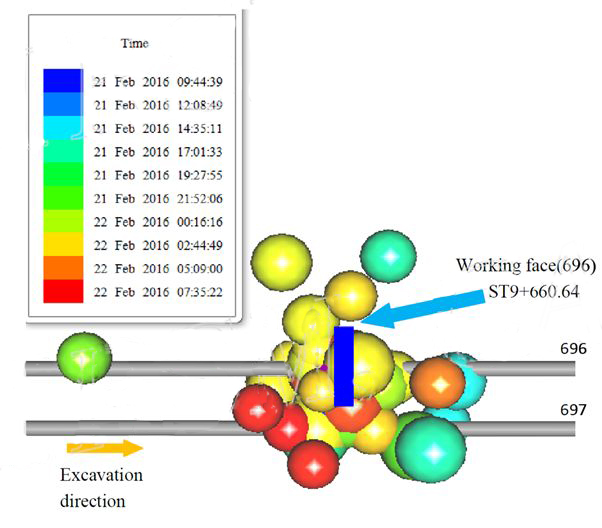 Time
21 Feb 2016 09:44:39
21 Feb 2016 12:08:49
21 Feb 2016 14:35:11
21 Feb 2016 17:01:33
21 Feb 2016 19:27:55
21 Feb 2016 21:52:06
22 Feb 2016 00:16:16
22 Feb 2016 02:44:49
22 Feb 2016 05:09:00
22 Feb 2016 07:35:22
Working face(696)
ST9+660.64
696
697
Excavation
direction